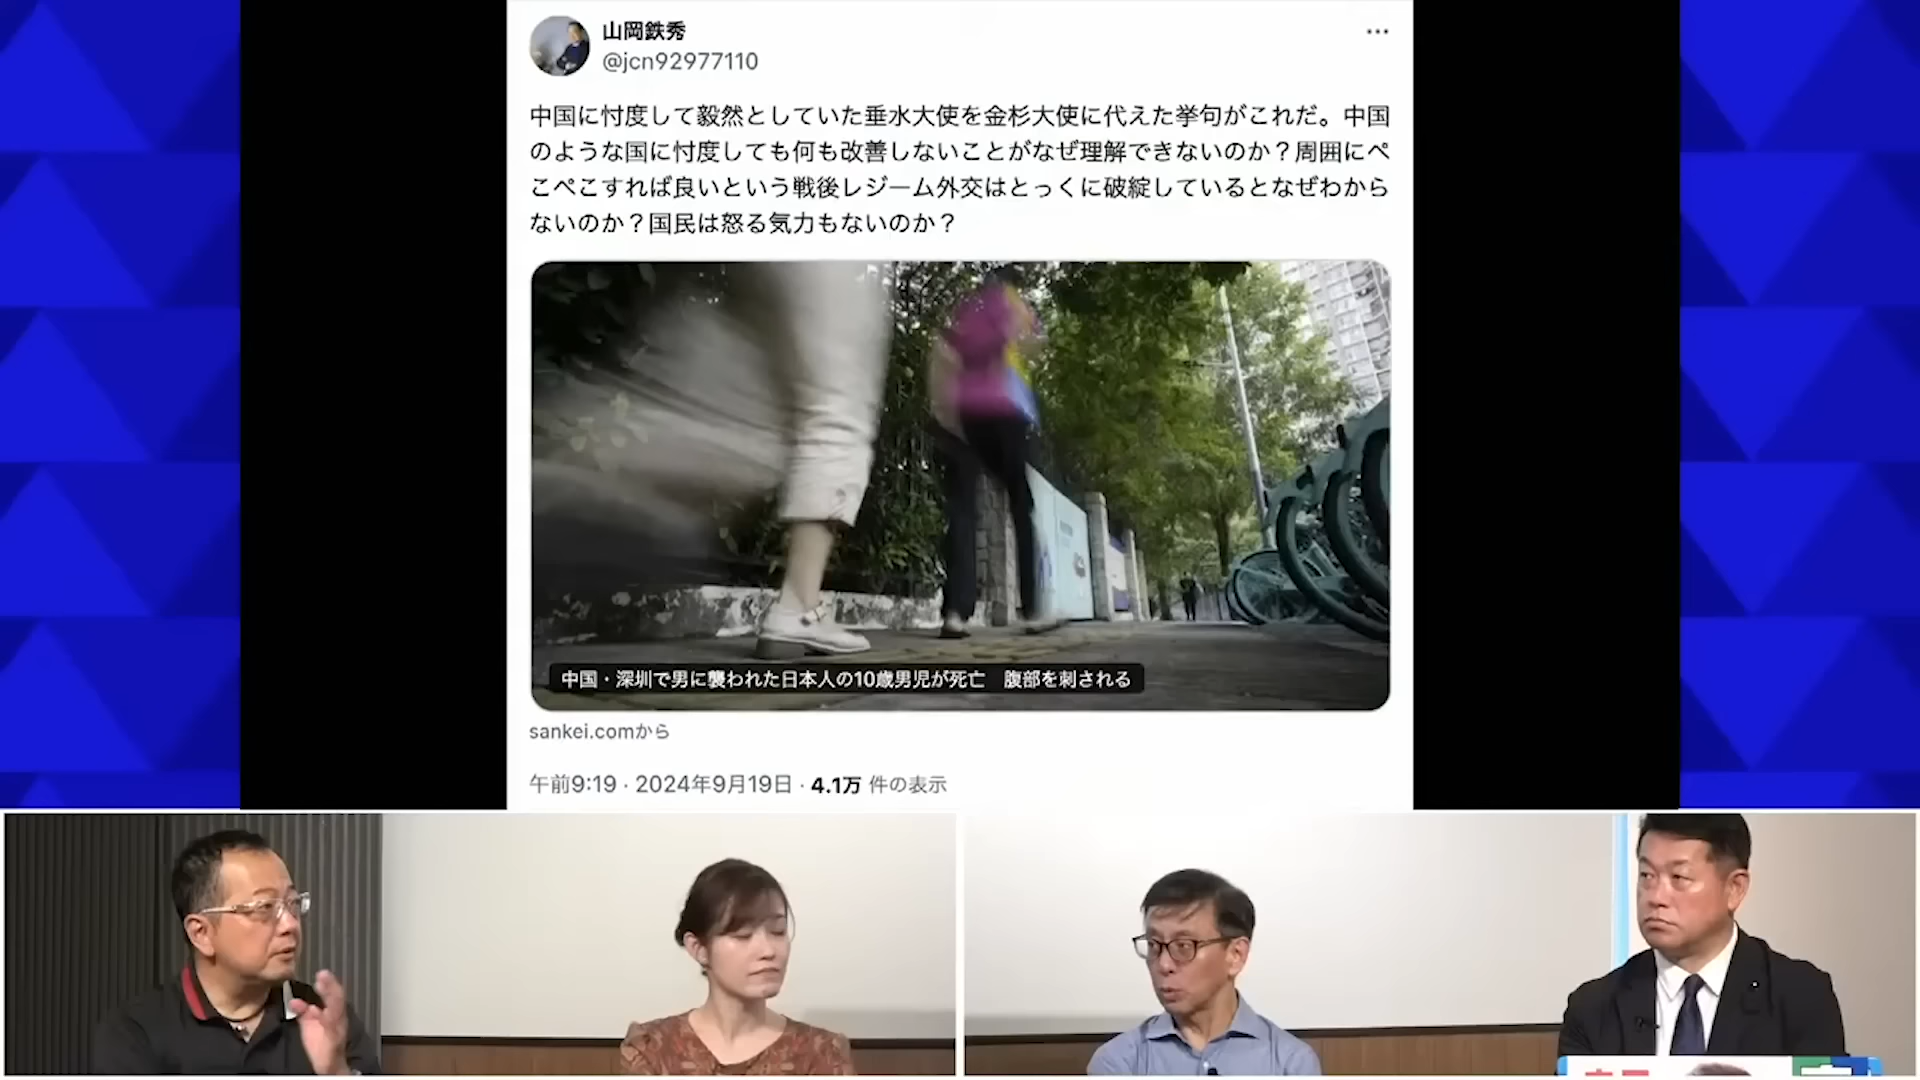 山岡鉄秀
@jcn92977110
中国に忖度して毅然としていた垂水大使を金杉大使に代えた挙句がこれだ。中国
のような国に忖度しても何も改善しないことがなぜ理解できないのか？周囲にペ
こペこすれば良いという戦後レジーム外交はとっくに破綻しているとなぜわから
ないのか？国民は怒る気力もないのか？
中国・深圳で男に襲われた日本人の10歳男児が死亡　腹部を刺される
sankei.comから
午前9:19 · 2024年9月19日 · 4.1万 件の表示